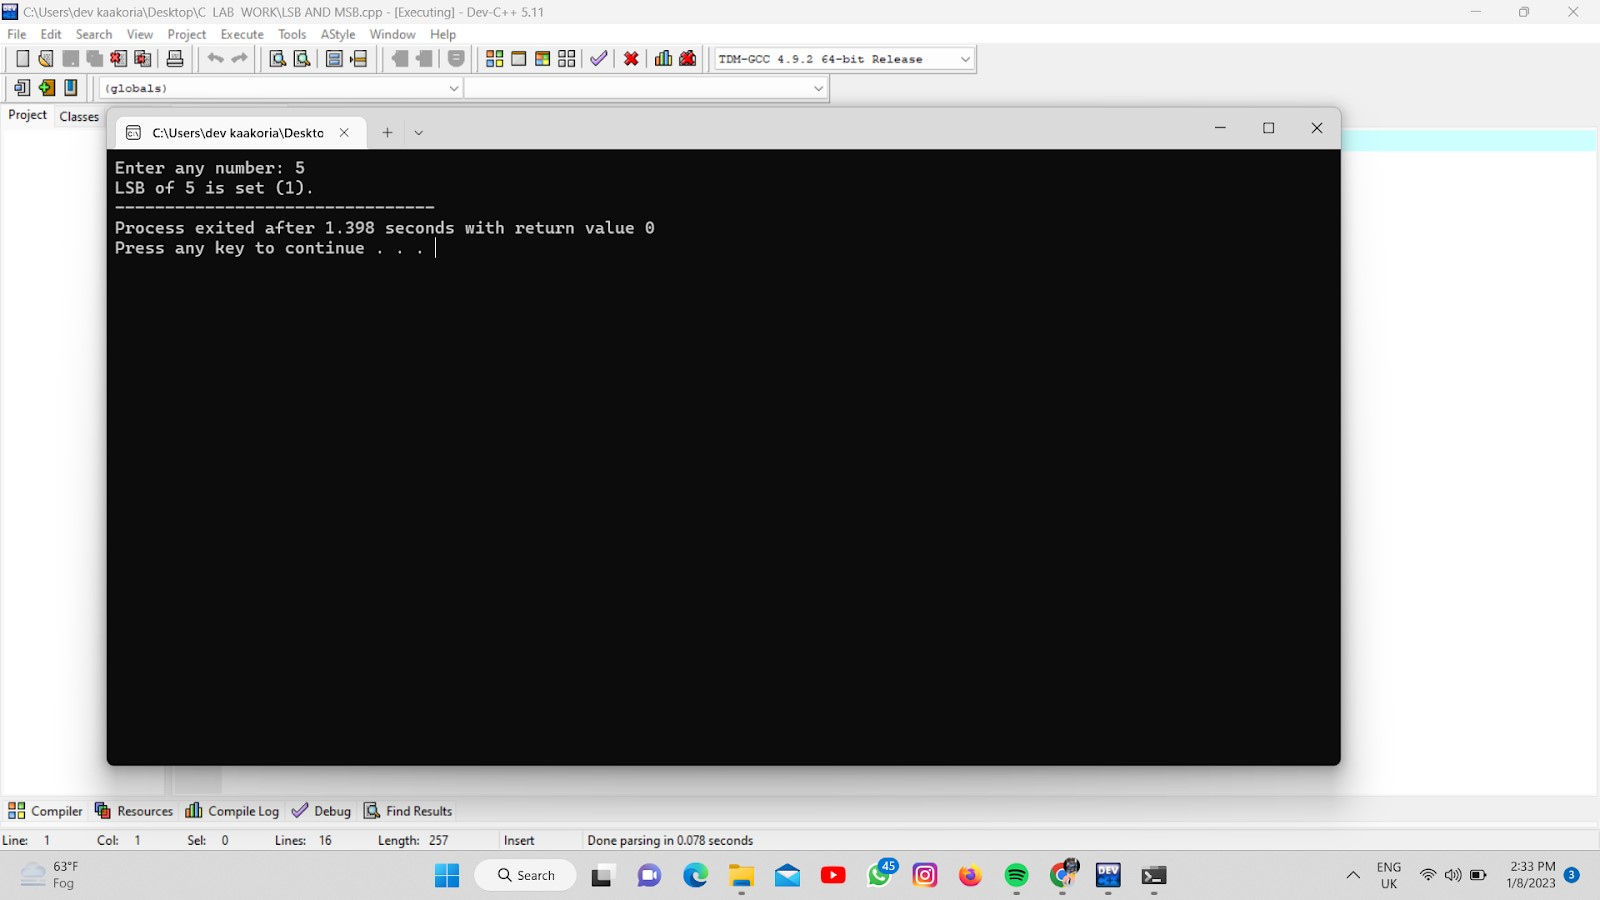 C:\Users\dev kaakoria\Desktop\C LAB WORK\LSB AND MSB.cpp - [Executing] - Dev-C++ 5.11
File Edit Search View Project Execute Tools AStyle Window Help
TDM-GCC 4.9.2 64-bit Release
(globals)
Project Classes
C:\Users\dev kaakoria\Deskto
Enter any number: 5
LSB of 5 is set (1).
--------------------------------
Process exited after 1.398 seconds with return value 0
Press any key to continue . . .
Compiler Resources Compile Log Debug Find Results
Line: 1 Col: 1 Sel: 0 Lines: 16 Length: 257 Insert Done parsing in 0.078 seconds
63°F
Fog
Search
45
DEV
ENG
UK
2:33 PM
1/8/2023
3